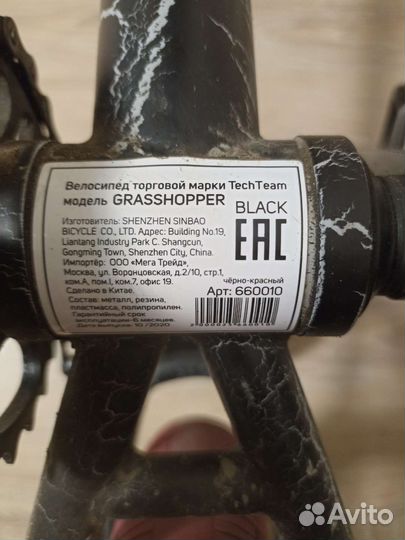 Велосипед торговой марки TechTeam
модель GRASSHOPPER BLACK
Изготовитель: SHENZHEN SINBAO
BICYCLE CO., LTD. Адрес: Building No.19,
Liantang Industry Park C. Shangcun,
Gongming Town, Shenzhen City, China.
Импортёр: ООО «Мега Трейд»,
Москва, ул. Воронцовская, д.2/10, стр.1,
ком.А, пом.I, ком.7, офис 19.
Сделано в Китае.
Состав: металл, резина,
пластмасса, полипропилен.
Гарантийный срок
эксплуатации-6 месяцев.
Дата выпуска: 10 /2020
EAC
чёрно-красный
Арт: 660010
Avito